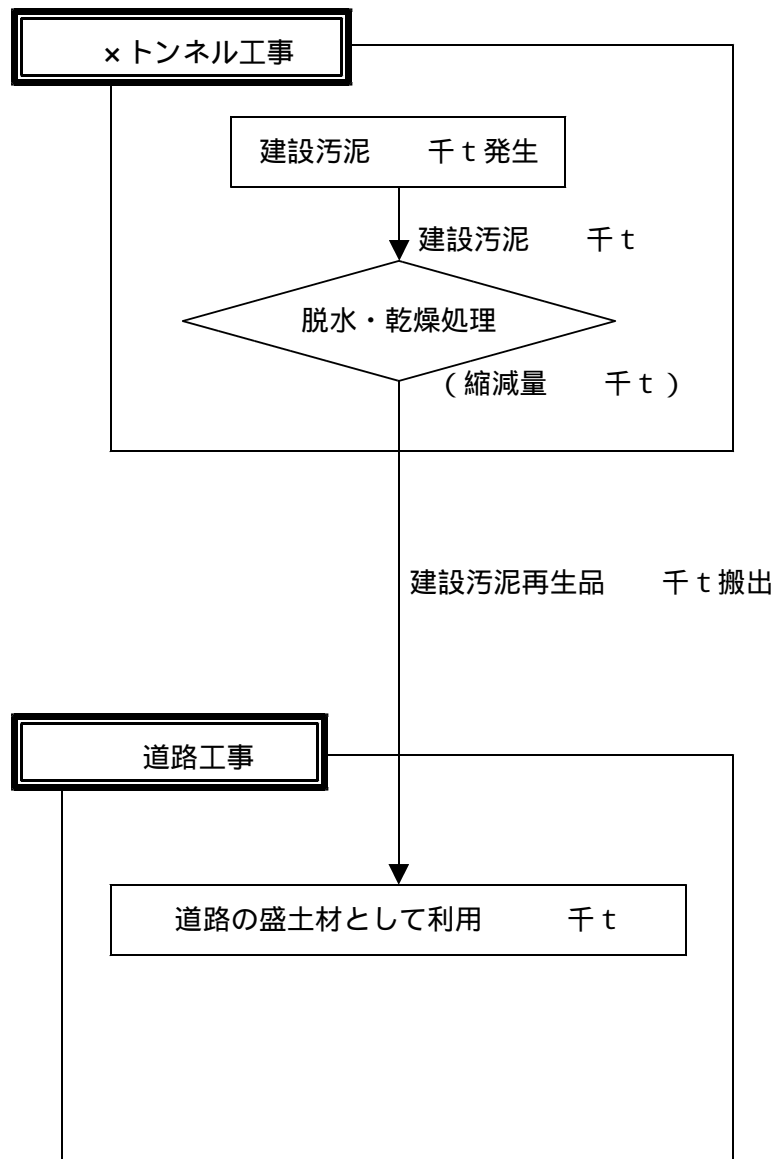 ×トンネル工事
建設汚泥　　千ｔ発生
建設汚泥　　千ｔ
脱水・乾燥処理
（縮減量　　千ｔ）
建設汚泥再生品　　千ｔ搬出
道路工事
道路の盛土材として利用　　　千ｔ